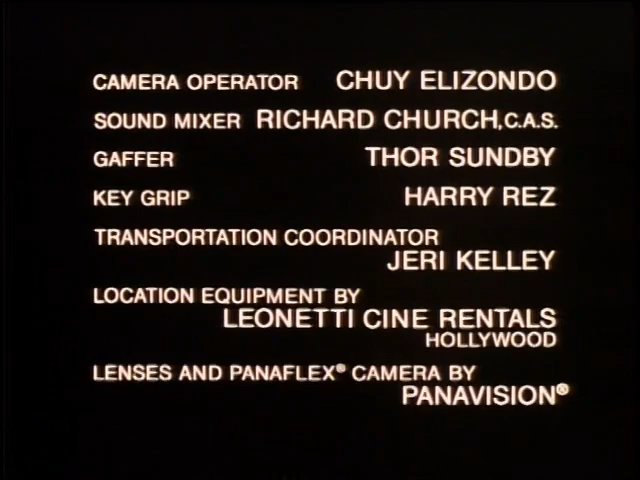 CAMERA OPERATOR CHUY ELIZONDO
SOUND MIXER RICHARD CHURCH, C.A.S.
GAFFER THOR SUNDBY
KEY GRIP HARRY REZ
TRANSPORTATION COORDINATOR
JERI KELLEY
LOCATION EQUIPMENT BY
LEONETTI CINE RENTALS
HOLLYWOOD
LENSES AND PANAFLEX® CAMERA BY
PANAVISION®